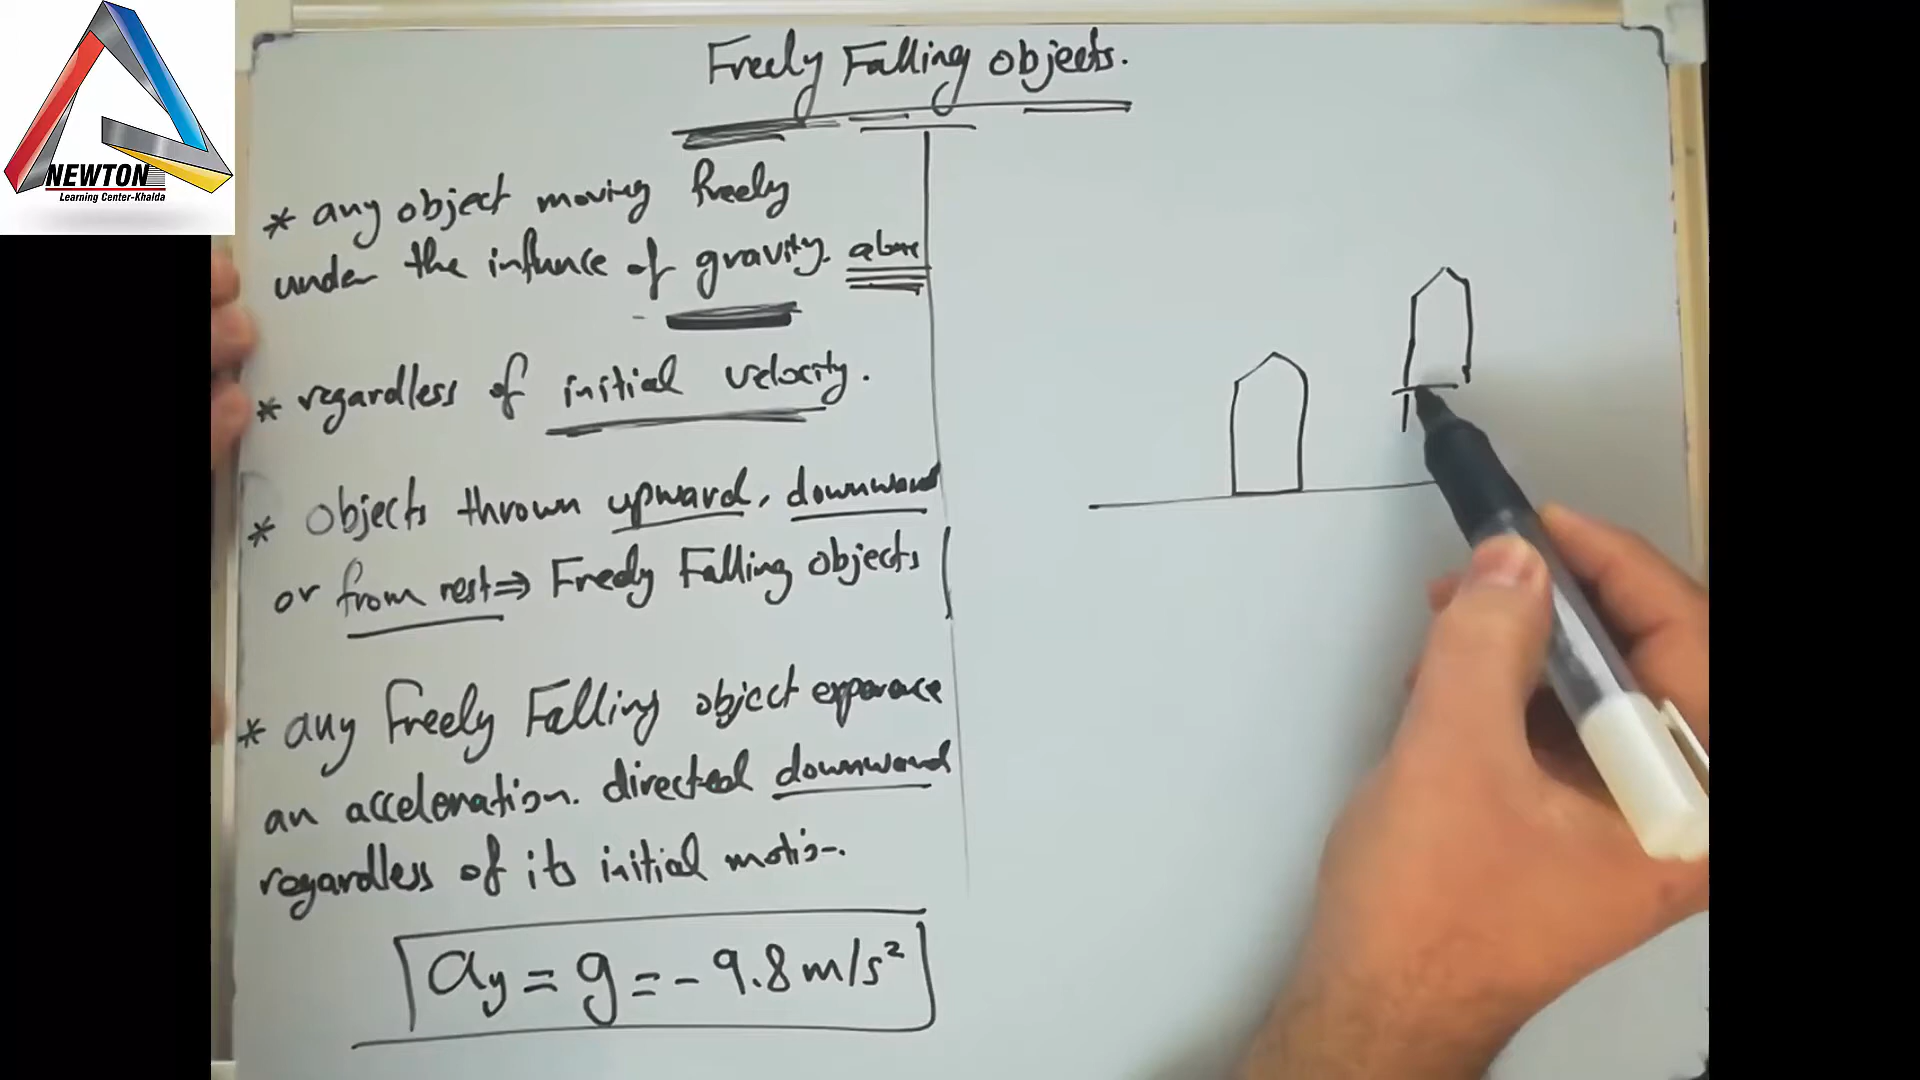 NEWTON
Learning Center-Khalda
Freely Falling objects.
* any object moving freely
under the influnce of gravity. alone
* regardless of initial velocity.
* objects thrown upward, downward
or from rest ⇒ Freely Falling objects
* any Freely Falling object
an acceleration. directed downward
regardless of its initial motion.
ay = g = - 9.8 m/s²